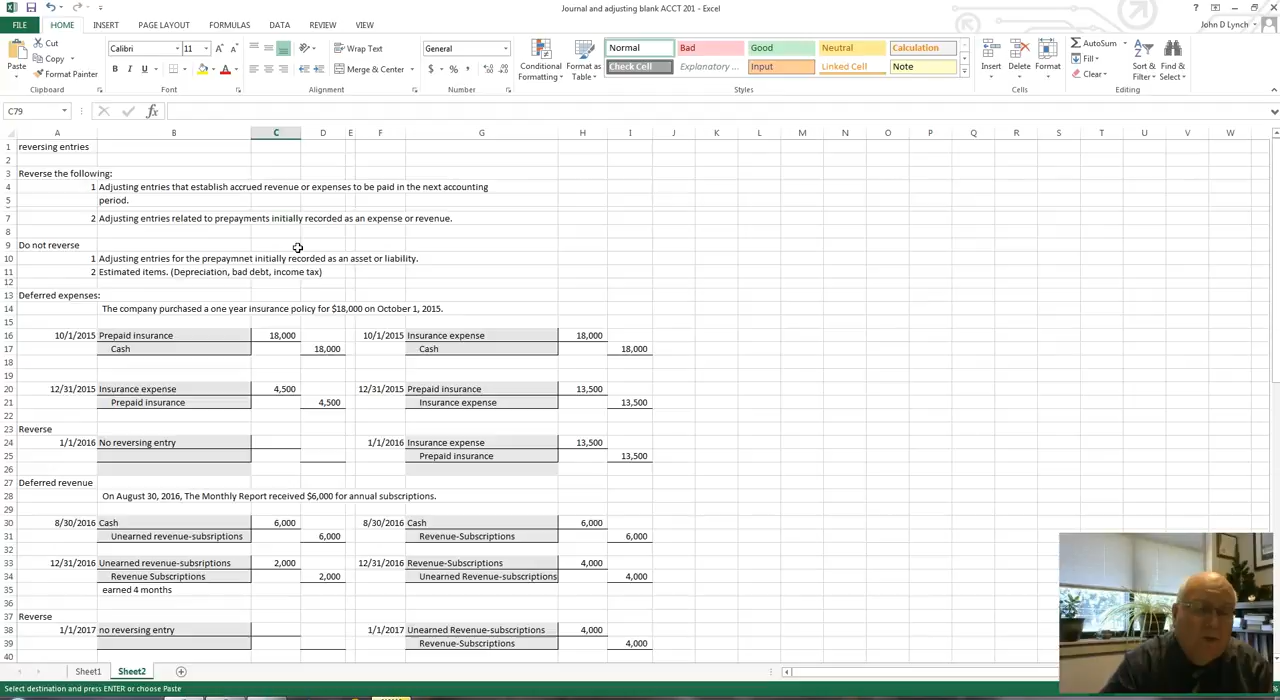 Journal and adjusting blank ACCT 201 - Excel
FILE HOME INSERT PAGE LAYOUT FORMULAS DATA REVIEW VIEW John D Lynch
Paste Cut Copy Format Painter Clipboard
Calibri 11 B I U Font
Wrap Text Merge & Center Alignment
General $ % Number
Conditional Formatting Format as Table
Normal Bad Good Neutral Calculation
Check Cell Explanatory ... Input Linked Cell Note
Styles
Insert Delete Format Cells
AutoSum Fill Clear Sort & Filter Find & Select Editing
C79 fx
A B C D E F G H I J K L M N O P Q R S T U V W
1 reversing entries
2
3 Reverse the following:
4 1 Adjusting entries that establish accrued revenue or expenses to be paid in the next accounting
5 period.
7 2 Adjusting entries related to prepayments initially recorded as an expense or revenue.
8
9 Do not reverse
10 1 Adjusting entries for the prepaymnet initially recorded as an asset or liability.
11 2 Estimated items. (Depreciation, bad debt, income tax)
12
13 Deferred expenses:
14 The company purchased a one year insurance policy for $18,000 on October 1, 2015.
15
16 10/1/2015 Prepaid insurance 18,000 10/1/2015 Insurance expense 18,000
17 Cash 18,000 Cash 18,000
18
19
20 12/31/2015 Insurance expense 4,500 12/31/2015 Prepaid insurance 13,500
21 Prepaid insurance 4,500 Insurance expense 13,500
22
23 Reverse
24 1/1/2016 No reversing entry 1/1/2016 Insurance expense 13,500
25 Prepaid insurance 13,500
26
27 Deferred revenue
28 On August 30, 2016, The Monthly Report received $6,000 for annual subscriptions.
29
30 8/30/2016 Cash 6,000 8/30/2016 Cash 6,000
31 Unearned revenue-subsriptions 6,000 Revenue-Subscriptions 6,000
32
33 12/31/2016 Unearned revenue-subsriptions 2,000 12/31/2016 Revenue-Subscriptions 4,000
34 Revenue Subscriptions 2,000 Unearned Revenue-subscriptions 4,000
35 earned 4 months
36
37 Reverse
38 1/1/2017 no reversing entry 1/1/2017 Unearned Revenue-subscriptions 4,000
39 Revenue-Subscriptions 4,000
40
Sheet1 Sheet2
Select destination and press ENTER or choose Paste